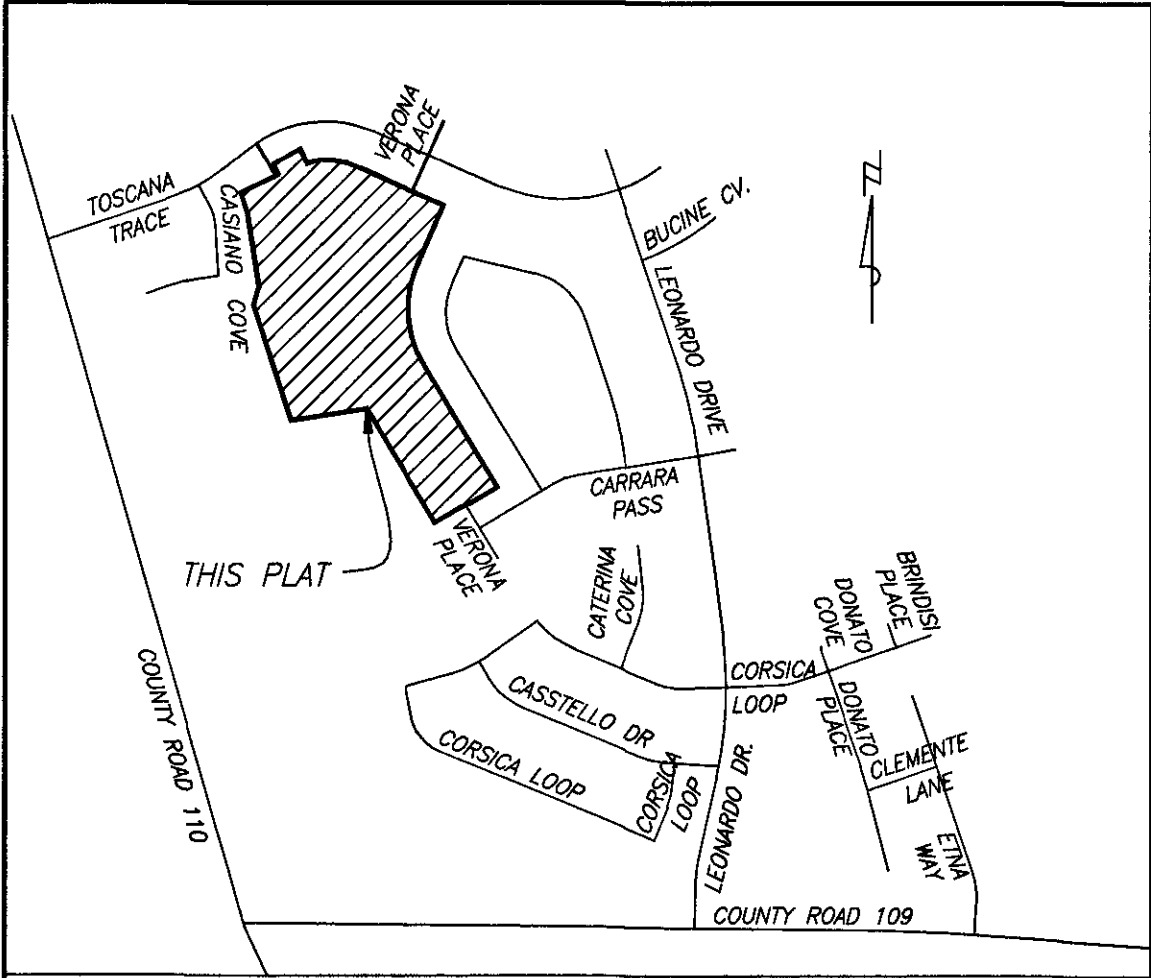 VERONA
PLACE
TOSCANA
TRACE
CASIANO COVE
N
BUCINE CV.
LEONARDO DRIVE
CARRARA
PASS
VERONA
PLACE
THIS PLAT
CATERINA
COVE
COUNTY ROAD 110
DONATO
COVE
BRINDISI
PLACE
CORSICA
LOOP
CASSTELLO DR
CORSICA LOOP
CORSICA
LOOP
DONATO
PLACE
CLEMENTE
LANE
LEONARDO DR.
ETNA
WAY
COUNTY ROAD 109